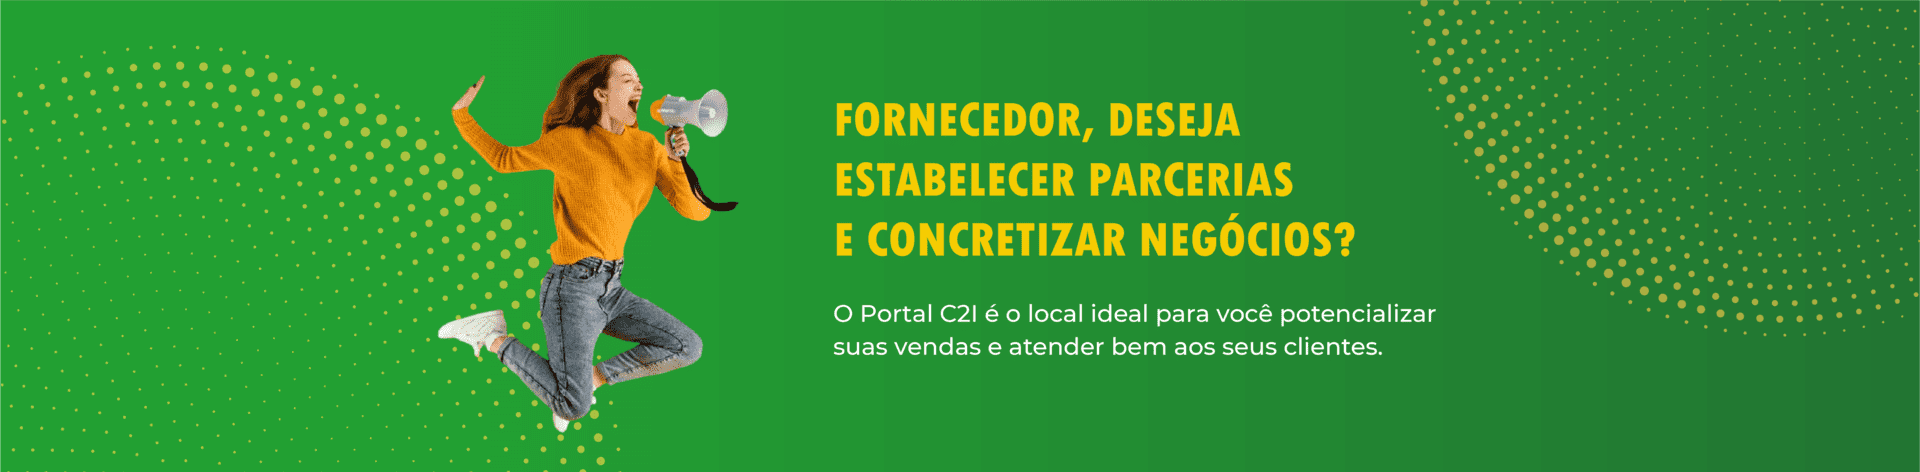 FORNECEDOR, DESEJA
ESTABELECER PARCERIAS
E CONCRETIZAR NEGÓCIOS?
O Portal C2I é o local ideal para você potencializar
suas vendas e atender bem aos seus clientes.